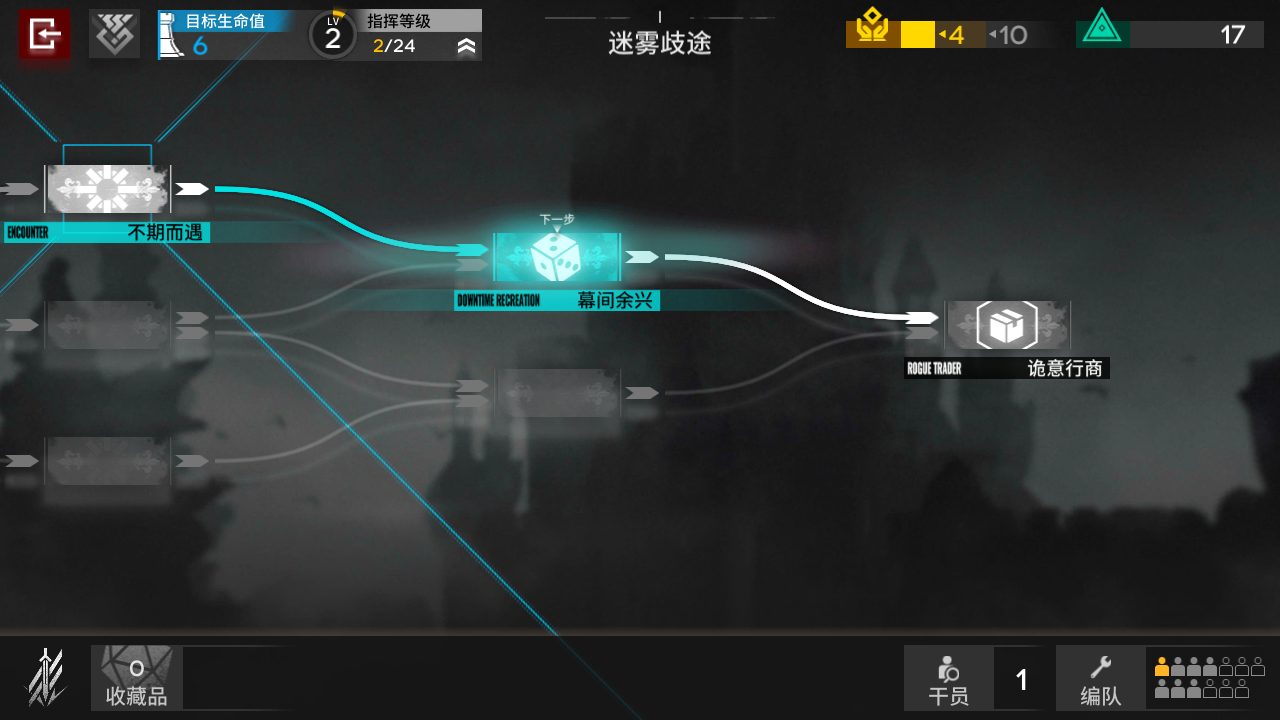 目标生命值
6
LV
2
指挥等级
2/24
迷雾歧途
4
10
17
ENCOUNTER
不期而遇
下一步
DOWNTIME RECREATION
幕间余兴
ROGUE TRADER
诡意行商
0
收藏品
干员
1
编队